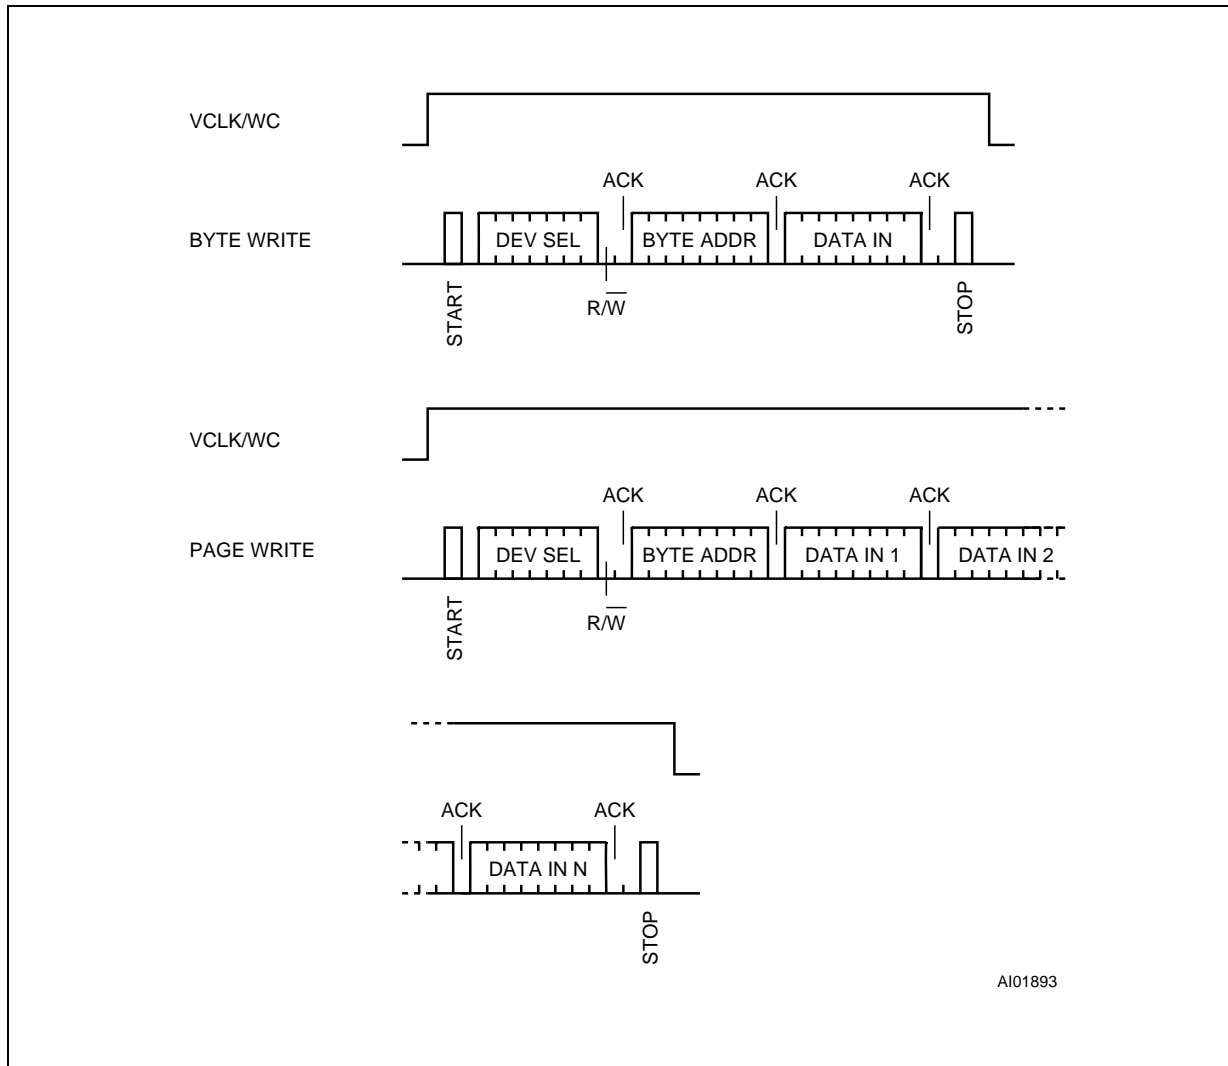 VCLK/WC
ACK ACK ACK
BYTE WRITE DEV SEL BYTE ADDR DATA IN
START R/W̅ STOP
VCLK/WC
ACK ACK ACK
PAGE WRITE DEV SEL BYTE ADDR DATA IN 1 DATA IN 2
START R/W̅
ACK ACK
DATA IN N
STOP
AI01893